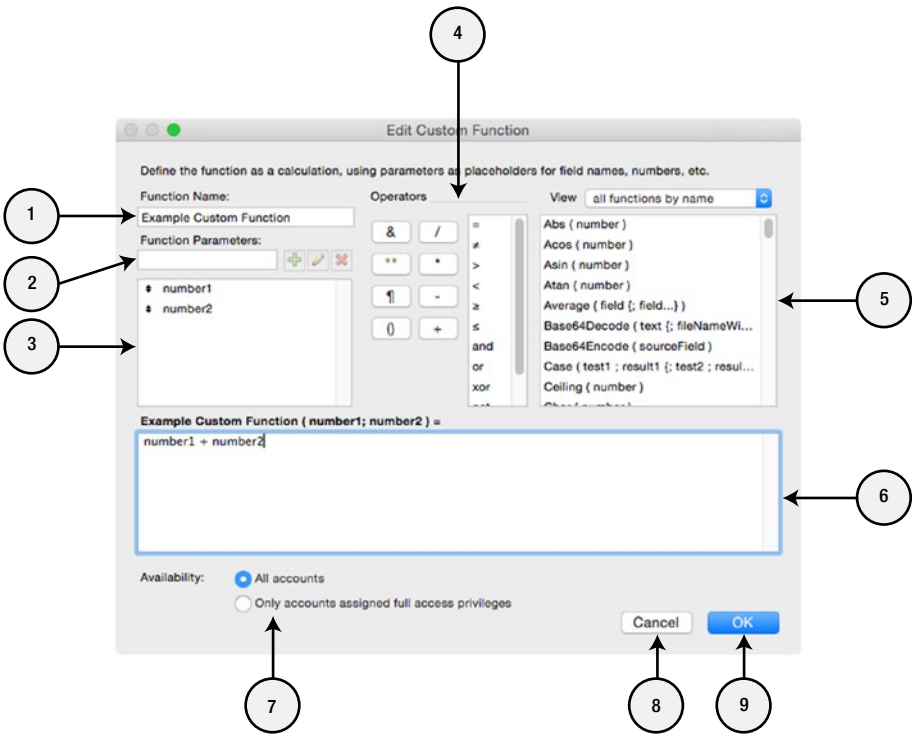 4
Edit Custom Function
Define the function as a calculation, using parameters as placeholders for field names, numbers, etc.
Function Name:
Operators
View all functions by name
1
Example Custom Function
Function Parameters:
2
3
number1
number2
& /
"" *
¶ -
() +
=
≠
>
<
≥
≤
and
or
xor
not
Abs ( number )
Acos ( number )
Asin ( number )
Atan ( number )
Average ( field {; field...} )
Base64Decode ( text {; fileNameWi...
Base64Encode ( sourceField )
Case ( test1 ; result1 {; test2 ; resul...
Ceiling ( number )
Char ( number )
5
Example Custom Function ( number1; number2 ) =
number1 + number2
6
Availability:
All accounts
Only accounts assigned full access privileges
Cancel OK
7 8 9